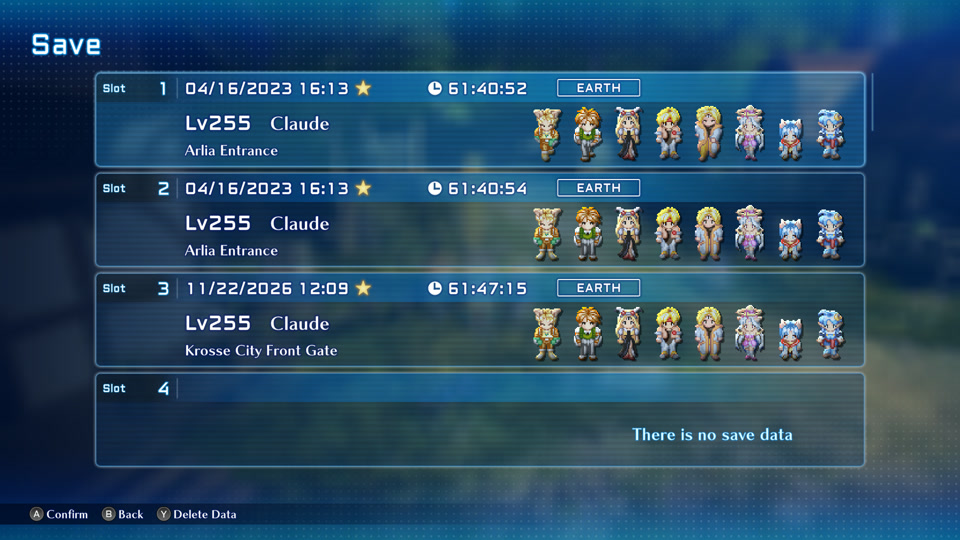 Save
Slot 1 04/16/2023 16:13 61:40:52 EARTH
Lv255 Claude
Arlia Entrance
Slot 2 04/16/2023 16:13 61:40:54 EARTH
Lv255 Claude
Arlia Entrance
Slot 3 11/22/2026 12:09 61:47:15 EARTH
Lv255 Claude
Krosse City Front Gate
Slot 4
There is no save data
A Confirm B Back Y Delete Data